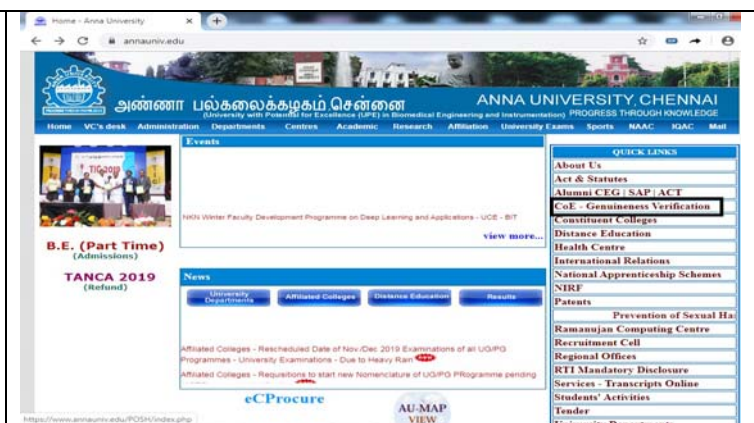 Home - Anna University
annauniv.edu
அண்ணா பல்கலைக்கழகம்,சென்னை
ANNA UNIVERSITY, CHENNAI
(University with Potential for Excellence (UPE) in Biomedical Engineering and Instrumentation)
PROGRESS THROUGH KNOWLEDGE
Home VC's desk Administration Departments Centres Academic Research Affiliation University Exams Sports NAAC IQAC Mail
TIG 2019
B.E. (Part Time)
(Admissions)
TANCA 2019
(Refund)
Events
NKN Winter Faculty Development Programme on Deep Learning and Applications - UCE - BIT
view more...
News
University Departments
Affiliated Colleges
Distance Education
Results
Affiliated Colleges - Rescheduled Date of Nov./Dec. 2019 Examinations of all UG/PG
Programmes - University Examinations - Due to Heavy Rain
Affiliated Colleges - Requisitions to start new Nomenclature of UG/PG PRogramme pending
eCProcure
AU-MAP
VIEW
QUICK LINKS
About Us
Act & Statutes
Alumni CEG | SAP | ACT
CoE - Genuineness Verification
Constituent Colleges
Distance Education
Health Centre
International Relations
National Apprenticeship Schemes
NIRF
Patents
Prevention of Sexual Ha
Ramanujan Computing Centre
Recruitment Cell
Regional Offices
RTI Mandatory Disclosure
Services - Transcripts Online
Students' Activities
Tender
University Departments
https://www.annauniv.edu/POSH/index.php